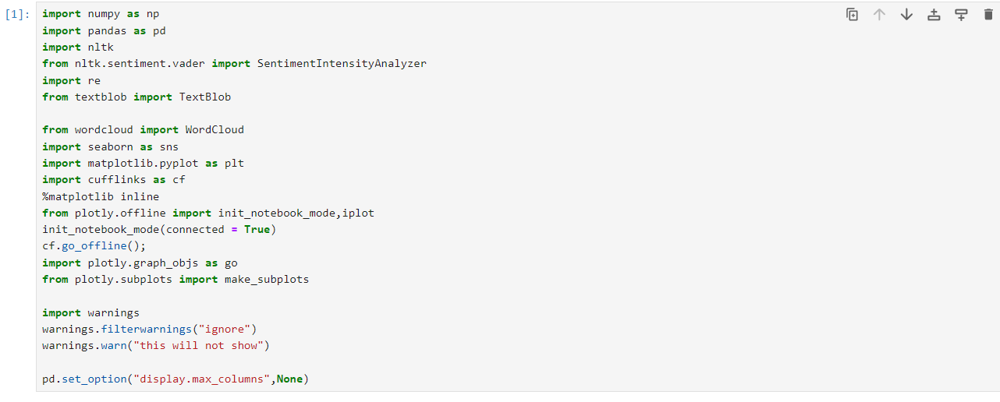 [1]:
import numpy as np
import pandas as pd
import nltk
from nltk.sentiment.vader import SentimentIntensityAnalyzer
import re
from textblob import TextBlob

from wordcloud import WordCloud
import seaborn as sns
import matplotlib.pyplot as plt
import cufflinks as cf
%matplotlib inline
from plotly.offline import init_notebook_mode,iplot
init_notebook_mode(connected = True)
cf.go_offline();
import plotly.graph_objs as go
from plotly.subplots import make_subplots

import warnings
warnings.filterwarnings("ignore")
warnings.warn("this will not show")

pd.set_option("display.max_columns",None)